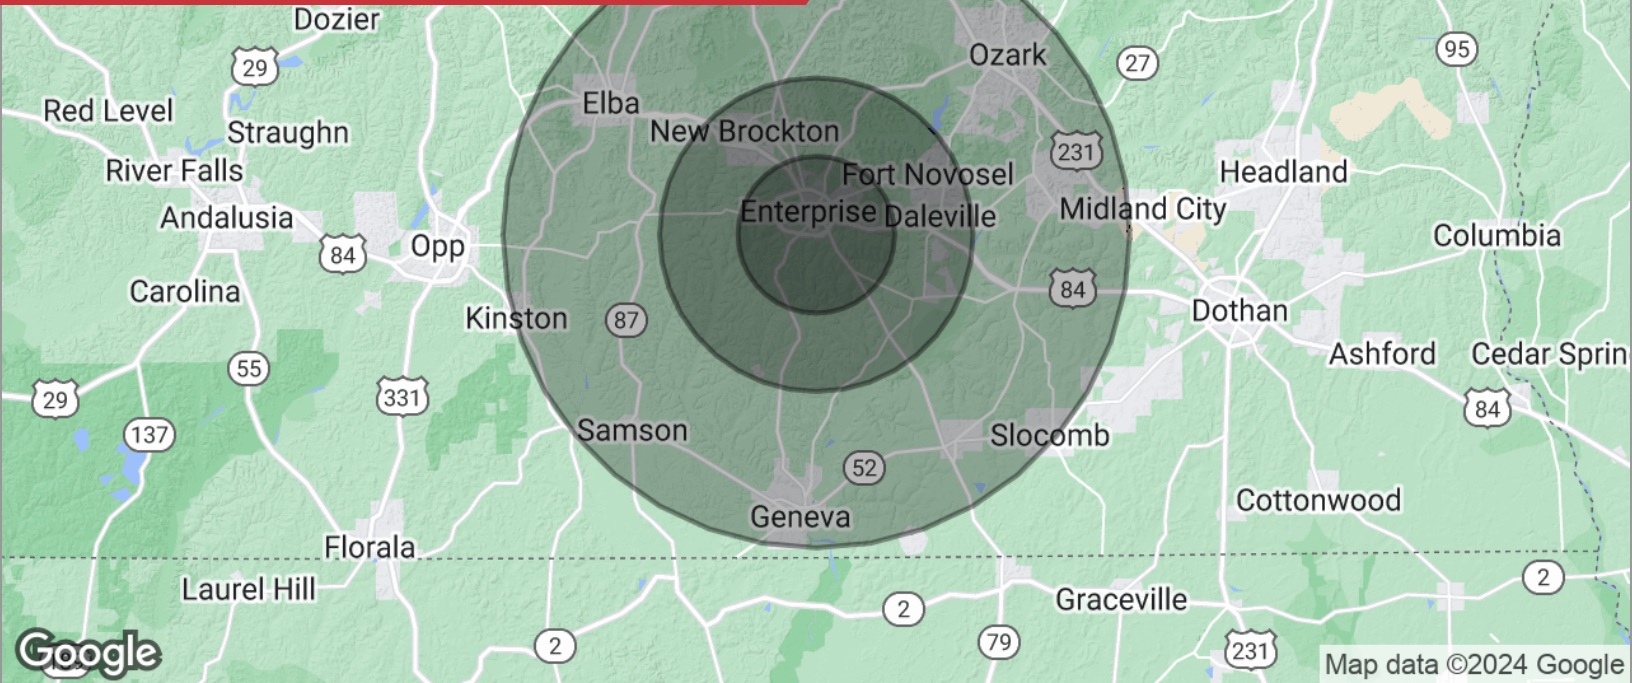 Dozier
Ozark
29
27
95
Elba
Red Level
New Brockton
Straughn
231
River Falls
Fort Novosel
Headland
Enterprise
Daleville
Midland City
Andalusia
Opp
84
Columbia
Carolina
84
Dothan
Kinston
87
Ashford
Cedar Sprin
55
29
331
84
137
Samson
Slocomb
52
Cottonwood
Geneva
Florala
2
Laurel Hill
Graceville
2
2
79
231
Google
Map data ©2024 Google